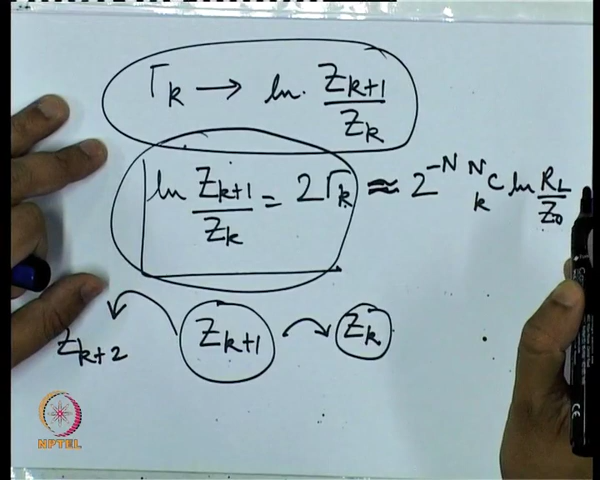 Γk → ln. Zk+1/Zk
ln Zk+1/Zk = 2Γk ≈ 2^-N N k C ln RL/Z0
Zk+2 Zk+1 Zk
NPTEL
CE